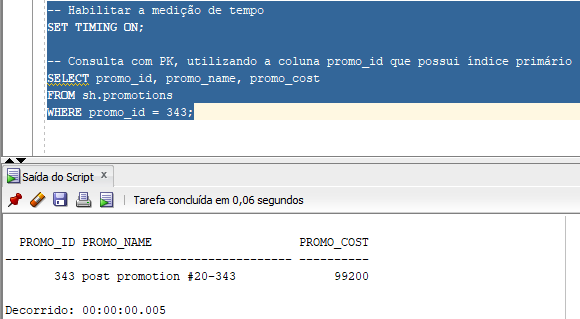 -- Habilitar a medição de tempo
SET TIMING ON;
-- Consulta com PK, utilizando a coluna promo_id que possui índice primário
SELECT promo_id, promo_name, promo_cost
FROM sh.promotions
WHERE promo_id = 343;
Saída do Script x
Tarefa concluída em 0,06 segundos
PROMO_ID PROMO_NAME PROMO_COST
---------- ------------------------------ ----------
343 post promotion #20-343 99200
Decorrido: 00:00:00.005